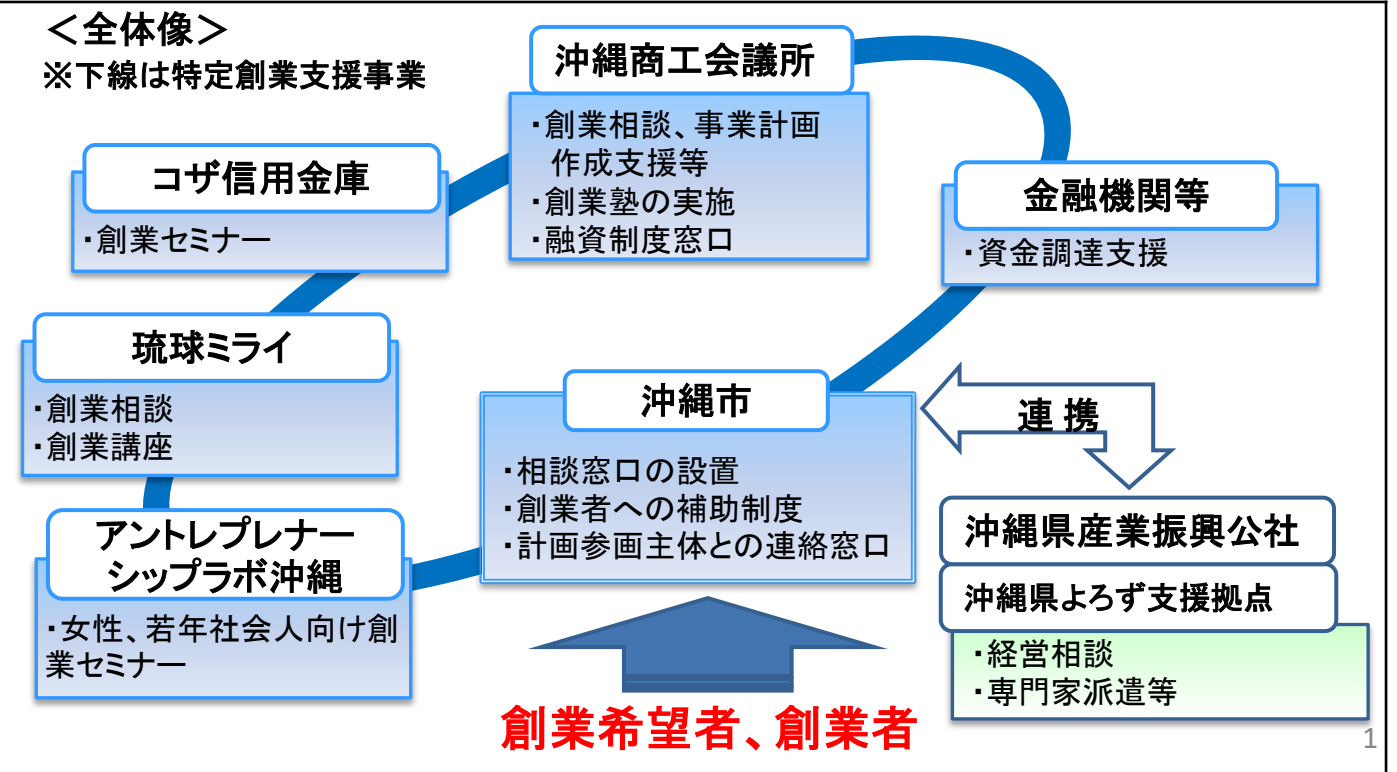 ＜全体像＞
※下線は特定創業支援事業
沖縄商工会議所
・創業相談、事業計画
作成支援等
・創業塾の実施
・融資制度窓口
コザ信用金庫
・創業セミナー
金融機関等
・資金調達支援
琉球ミライ
・創業相談
・創業講座
沖縄市
・相談窓口の設置
・創業者への補助制度
・計画参画主体との連絡窓口
連 携
アントレプレナー
シップラボ沖縄
・女性、若年社会人向け創
業セミナー
沖縄県産業振興公社
沖縄県よろず支援拠点
・経営相談
・専門家派遣等
創業希望者、創業者
1